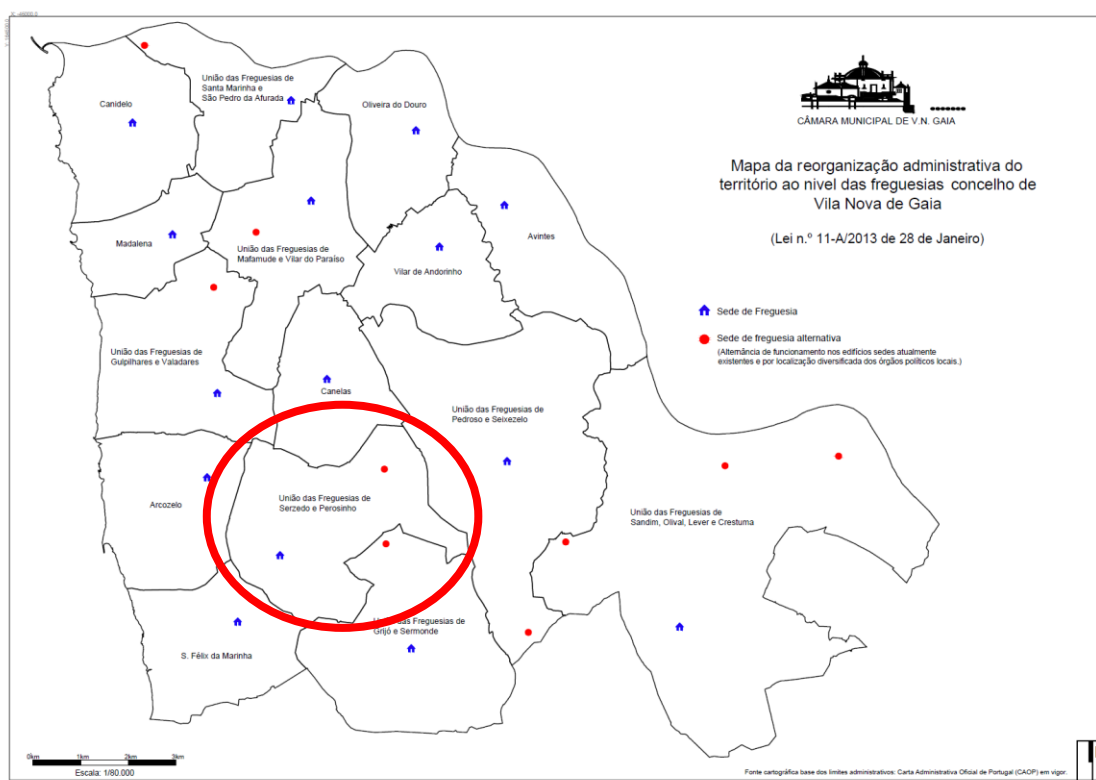 CÂMARA MUNICIPAL DE V.N. GAIA
Mapa da reorganização administrativa do
território ao nivel das freguesias concelho de
Vila Nova de Gaia
(Lei n.º 11-A/2013 de 28 de Janeiro)
Sede de Freguesia
Sede de freguesia alternativa
(Alternância de funcionamento nos edifícios sedes atualmente
existentes e por localização diversificada dos órgãos políticos locais.)
União das Freguesias de
Santa Marinha e
São Pedro da Afurada
Canidelo
Oliveira do Douro
Madalena
União das Freguesias de
Mafamude e Vilar do Paraíso
Vilar de Andorinho
Avintes
União das Freguesias de
Gulpilhares e Valadares
Canelas
União das Freguesias de
Pedroso e Seixezelo
Arcozelo
União das Freguesias de
Serzedo e Perosinho
União das Freguesias de
Sandim, Olival, Lever e Crestuma
União das Freguesias de
Grijó e Sermonde
S. Félix da Marinha
0km 1km 2km 3km
Escala: 1/80.000
Fonte cartográfica base dos limites administrativos: Carta Administrativa Oficial de Portugal (CAOP) em vigor.